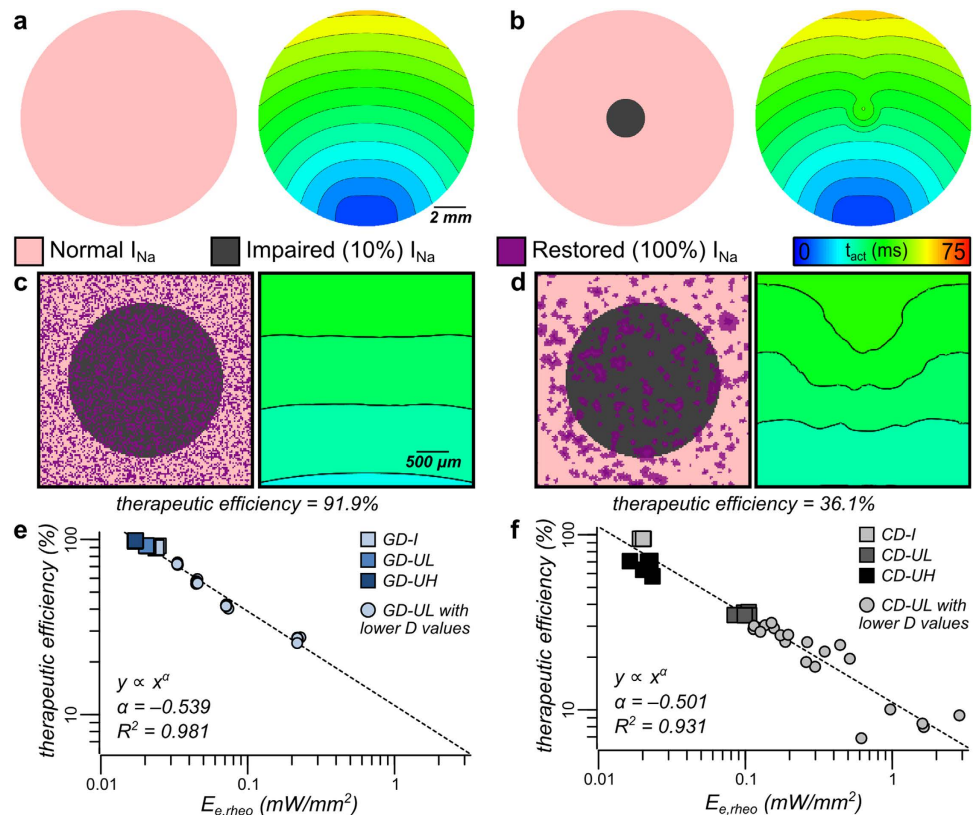 a
b
2 mm
Normal I_Na
Impaired (10%) I_Na
Restored (100%) I_Na
0 t_act (ms) 75
c
d
500 µm
therapeutic efficiency = 91.9%
therapeutic efficiency = 36.1%
e
therapeutic efficiency (%)
100
10
GD-I
GD-UL
GD-UH
GD-UL with
lower D values
y ∝ x^α
α = –0.539
R² = 0.981
0.01 0.1 1
E_e,rheo (mW/mm²)
f
therapeutic efficiency (%)
100
10
CD-I
CD-UL
CD-UH
CD-UL with
lower D values
y ∝ x^α
α = –0.501
R² = 0.931
0.01 0.1 1
E_e,rheo (mW/mm²)